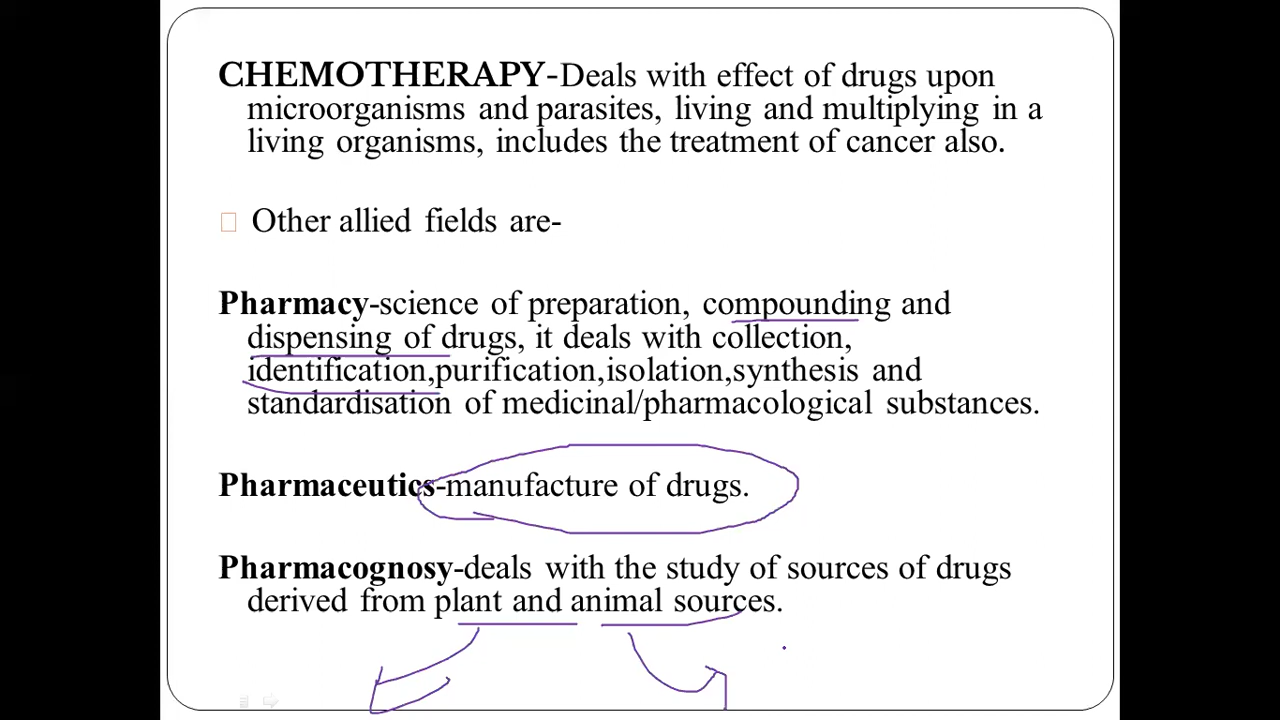 CHEMOTHERAPY-Deals with effect of drugs upon
microorganisms and parasites, living and multiplying in a
living organisms, includes the treatment of cancer also.
Other allied fields are-
Pharmacy-science of preparation, compounding and
dispensing of drugs, it deals with collection,
identification,purification,isolation,synthesis and
standardisation of medicinal/pharmacological substances.
Pharmaceutics-manufacture of drugs.
Pharmacognosy-deals with the study of sources of drugs
derived from plant and animal sources.